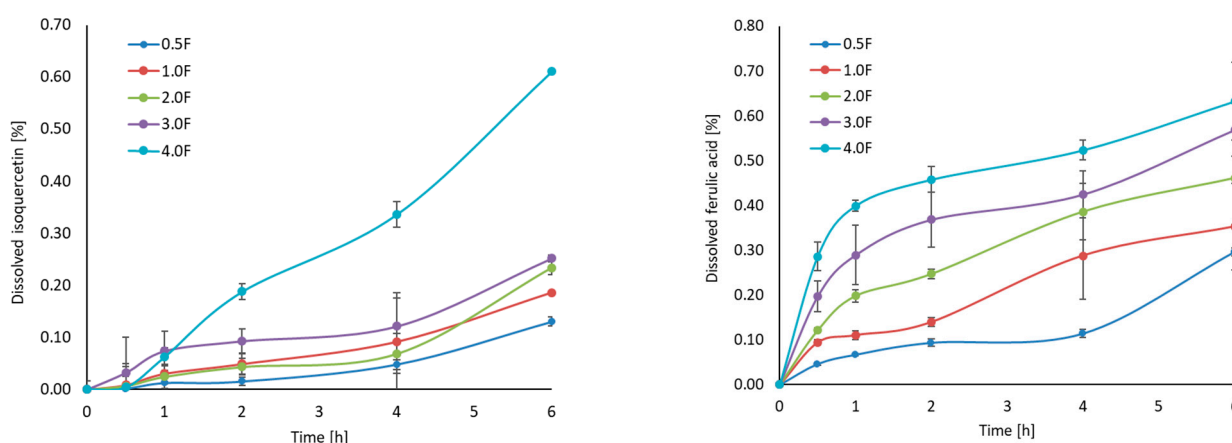 0.70
0.60
0.50
0.40
0.30
0.20
0.10
0.00
Dissolved isoquercetin [%]
0.5F
1.0F
2.0F
3.0F
4.0F
0 1 2 3 4 5 6
Time [h]
0.80
0.70
0.60
0.50
0.40
0.30
0.20
0.10
0.00
Dissolved ferulic acid [%]
0.5F
1.0F
2.0F
3.0F
4.0F
0 1 2 3 4 5
Time [h]